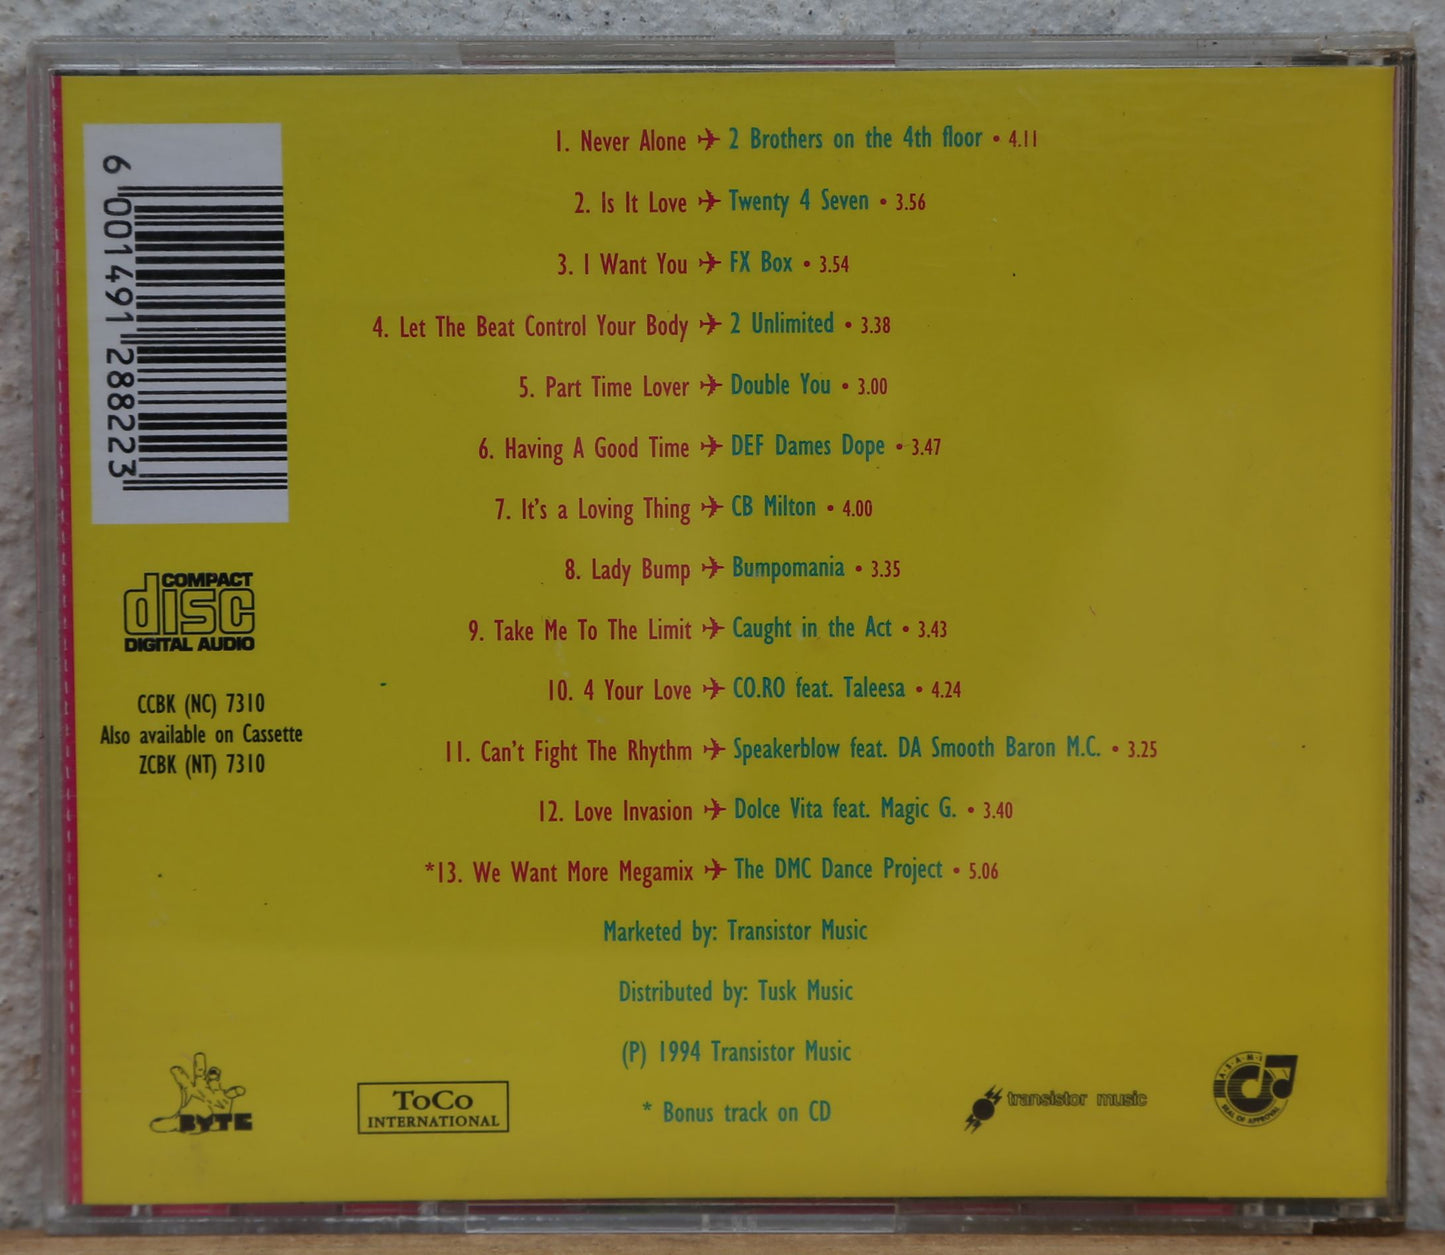 6 001491 288223
COMPACT
disc
DIGITAL AUDIO
CCBK (NC) 7310
Also available on Cassette
ZCBK (NT) 7310
1. Never Alone ✈ 2 Brothers on the 4th floor • 4.11
2. Is It Love ✈ Twenty 4 Seven • 3.56
3. I Want You ✈ FX Box • 3.54
4. Let The Beat Control Your Body ✈ 2 Unlimited • 3.38
5. Part Time Lover ✈ Double You • 3.00
6. Having A Good Time ✈ DEF Dames Dope • 3.47
7. It's a Loving Thing ✈ CB Milton • 4.00
8. Lady Bump ✈ Bumpomania • 3.35
9. Take Me To The Limit ✈ Caught in the Act • 3.43
10. 4 Your Love ✈ CO.RO feat. Taleesa • 4.24
11. Can't Fight The Rhythm ✈ Speakerblow feat. DA Smooth Baron M.C. • 3.25
12. Love Invasion ✈ Dolce Vita feat. Magic G. • 3.40
*13. We Want More Megamix ✈ The DMC Dance Project • 5.06
Marketed by: Transistor Music
Distributed by: Tusk Music
(P) 1994 Transistor Music
* Bonus track on CD
BYTE
ToCo
INTERNATIONAL
transistor music
A.S.A.M.I.
SEAL OF APPROVAL